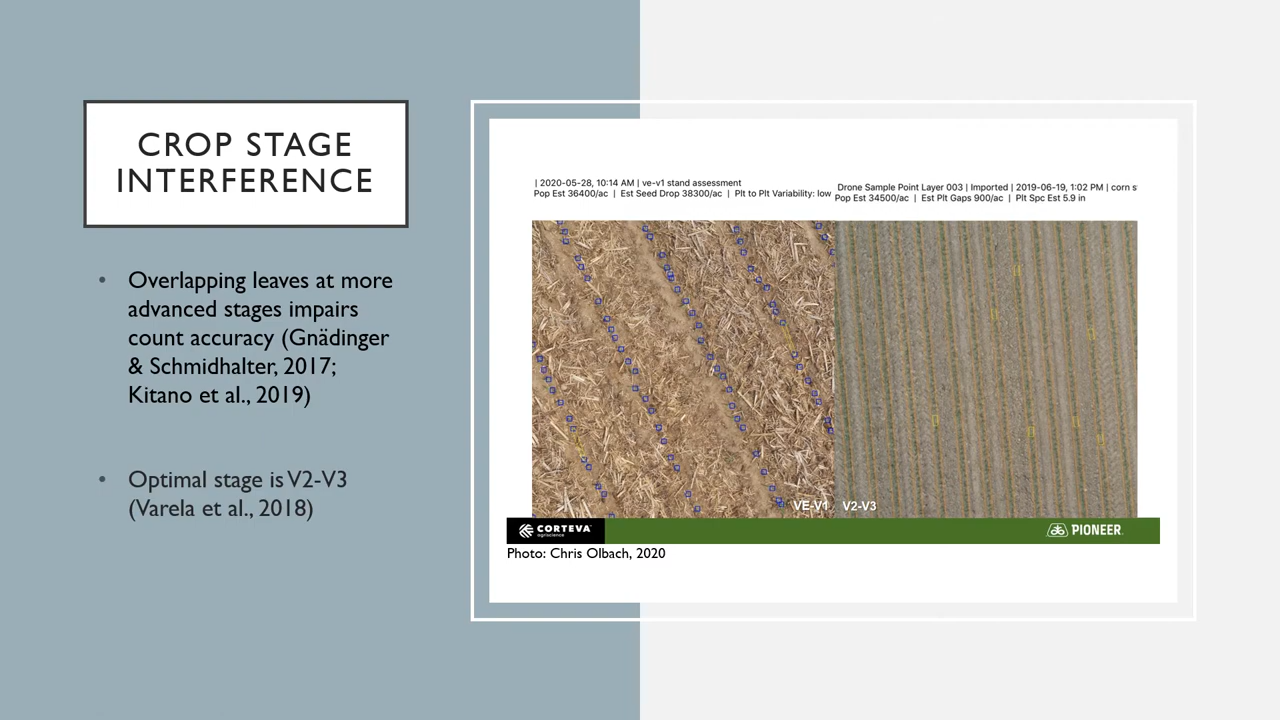 CROP STAGE
INTERFERENCE
• Overlapping leaves at more
advanced stages impairs
count accuracy (Gnädinger
& Schmidhalter, 2017;
Kitano et al., 2019)
• Optimal stage is V2-V3
(Varela et al., 2018)
| 2020-05-28, 10:14 AM | ve-v1 stand assessment
Pop Est 36400/ac | Est Seed Drop 38300/ac | Plt to Plt Variability: low
Drone Sample Point Layer 003 | Imported | 2019-06-19, 1:02 PM | corn s
Pop Est 34500/ac | Est Plt Gaps 900/ac | Plt Spc Est 5.9 in
VE-V1 V2-V3
CORTEVA
agriscience
PIONEER
Photo: Chris Olbach, 2020